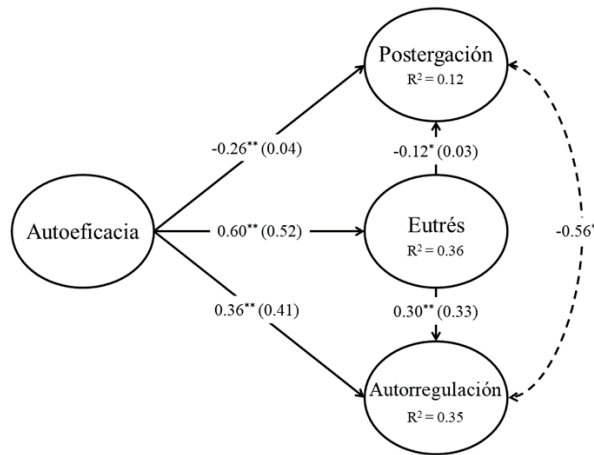 Postergación
R² = 0.12
-0.26** (0.04)
-0.12* (0.03)
Autoeficacia
0.60** (0.52)
Eutrés
R² = 0.36
-0.56*
0.36** (0.41)
0.30** (0.33)
Autorregulación
R² = 0.35